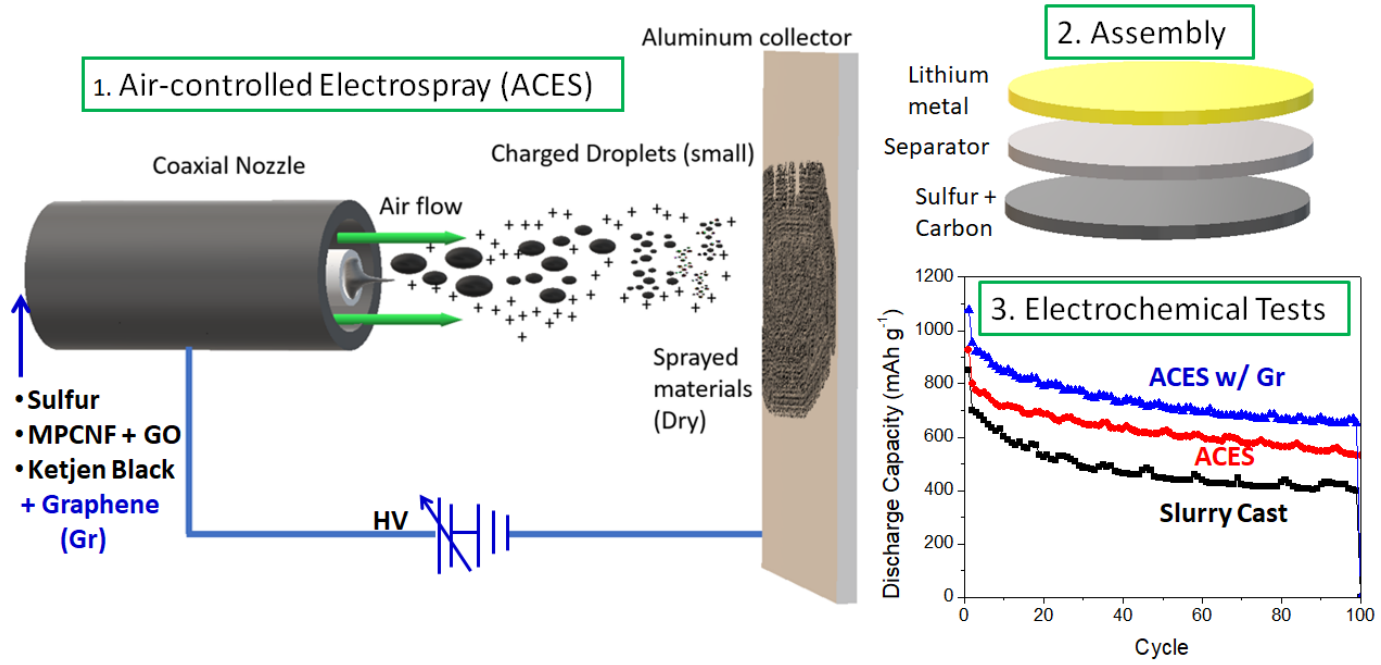 1. Air-controlled Electrospray (ACES)
Aluminum collector
Coaxial Nozzle
Air flow
Charged Droplets (small)
Sprayed
materials
(Dry)
• Sulfur
• MPCNF + GO
• Ketjen Black
+ Graphene
(Gr)
HV
2. Assembly
Lithium
metal
Separator
Sulfur +
Carbon
3. Electrochemical Tests
Discharge Capacity (mAh g⁻¹)
1200
1000
800
600
400
200
0
ACES w/ Gr
ACES
Slurry Cast
0 20 40 60 80 100
Cycle